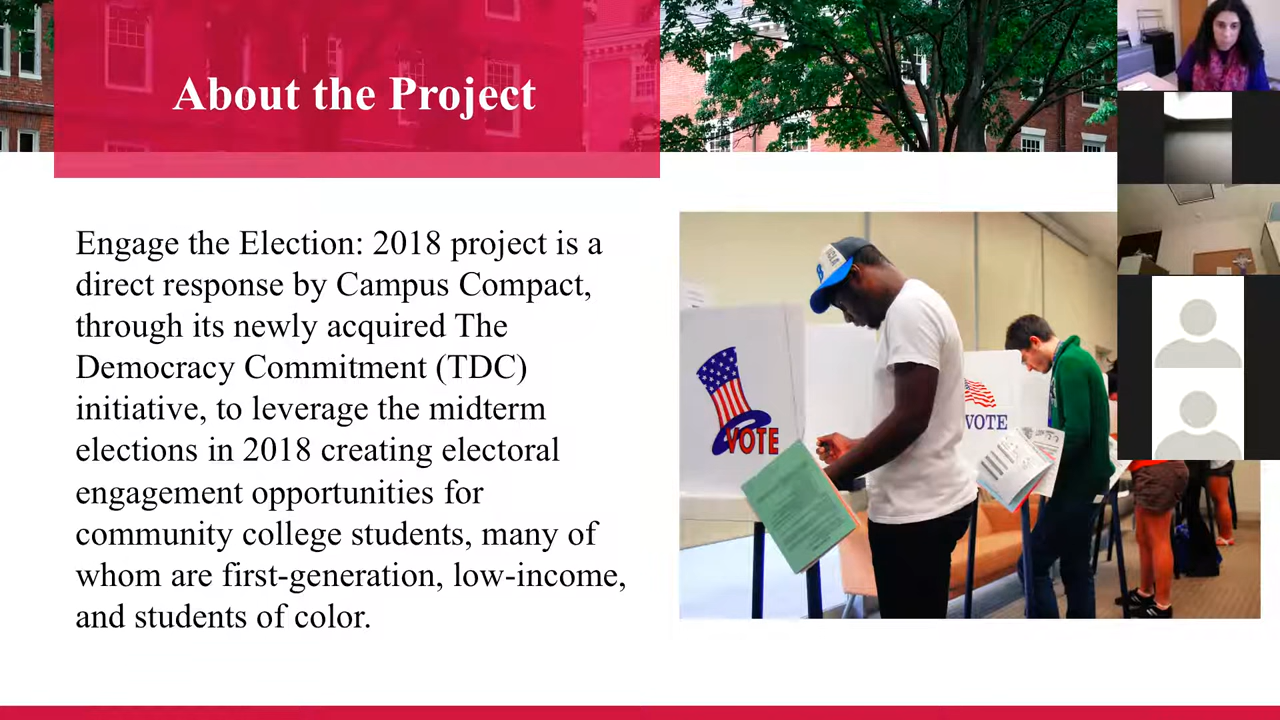 About the Project
Engage the Election: 2018 project is a
direct response by Campus Compact,
through its newly acquired The
Democracy Commitment (TDC)
initiative, to leverage the midterm
elections in 2018 creating electoral
engagement opportunities for
community college students, many of
whom are first-generation, low-income,
and students of color.
VOTE
VOTE